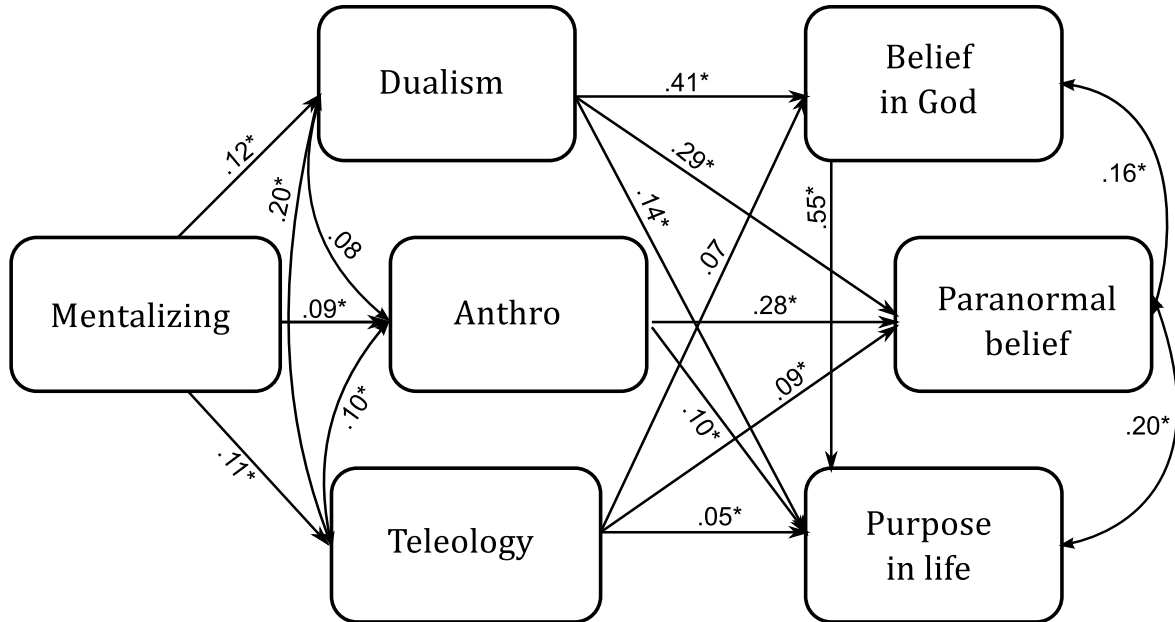 Dualism
Belief
in God
.41*
.12*
.20*
.29*
.14*
.55*
.16*
.08
.07
Mentalizing
.09*
Anthro
.28*
Paranormal
belief
.10*
.09*
.10*
.20*
.11*
Teleology
.05*
Purpose
in life